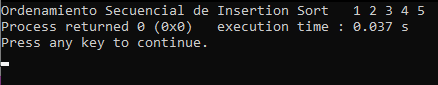 Ordenamiento Secuencial de Insertion Sort   1 2 3 4 5
Process returned 0 (0x0)   execution time : 0.037 s
Press any key to continue.